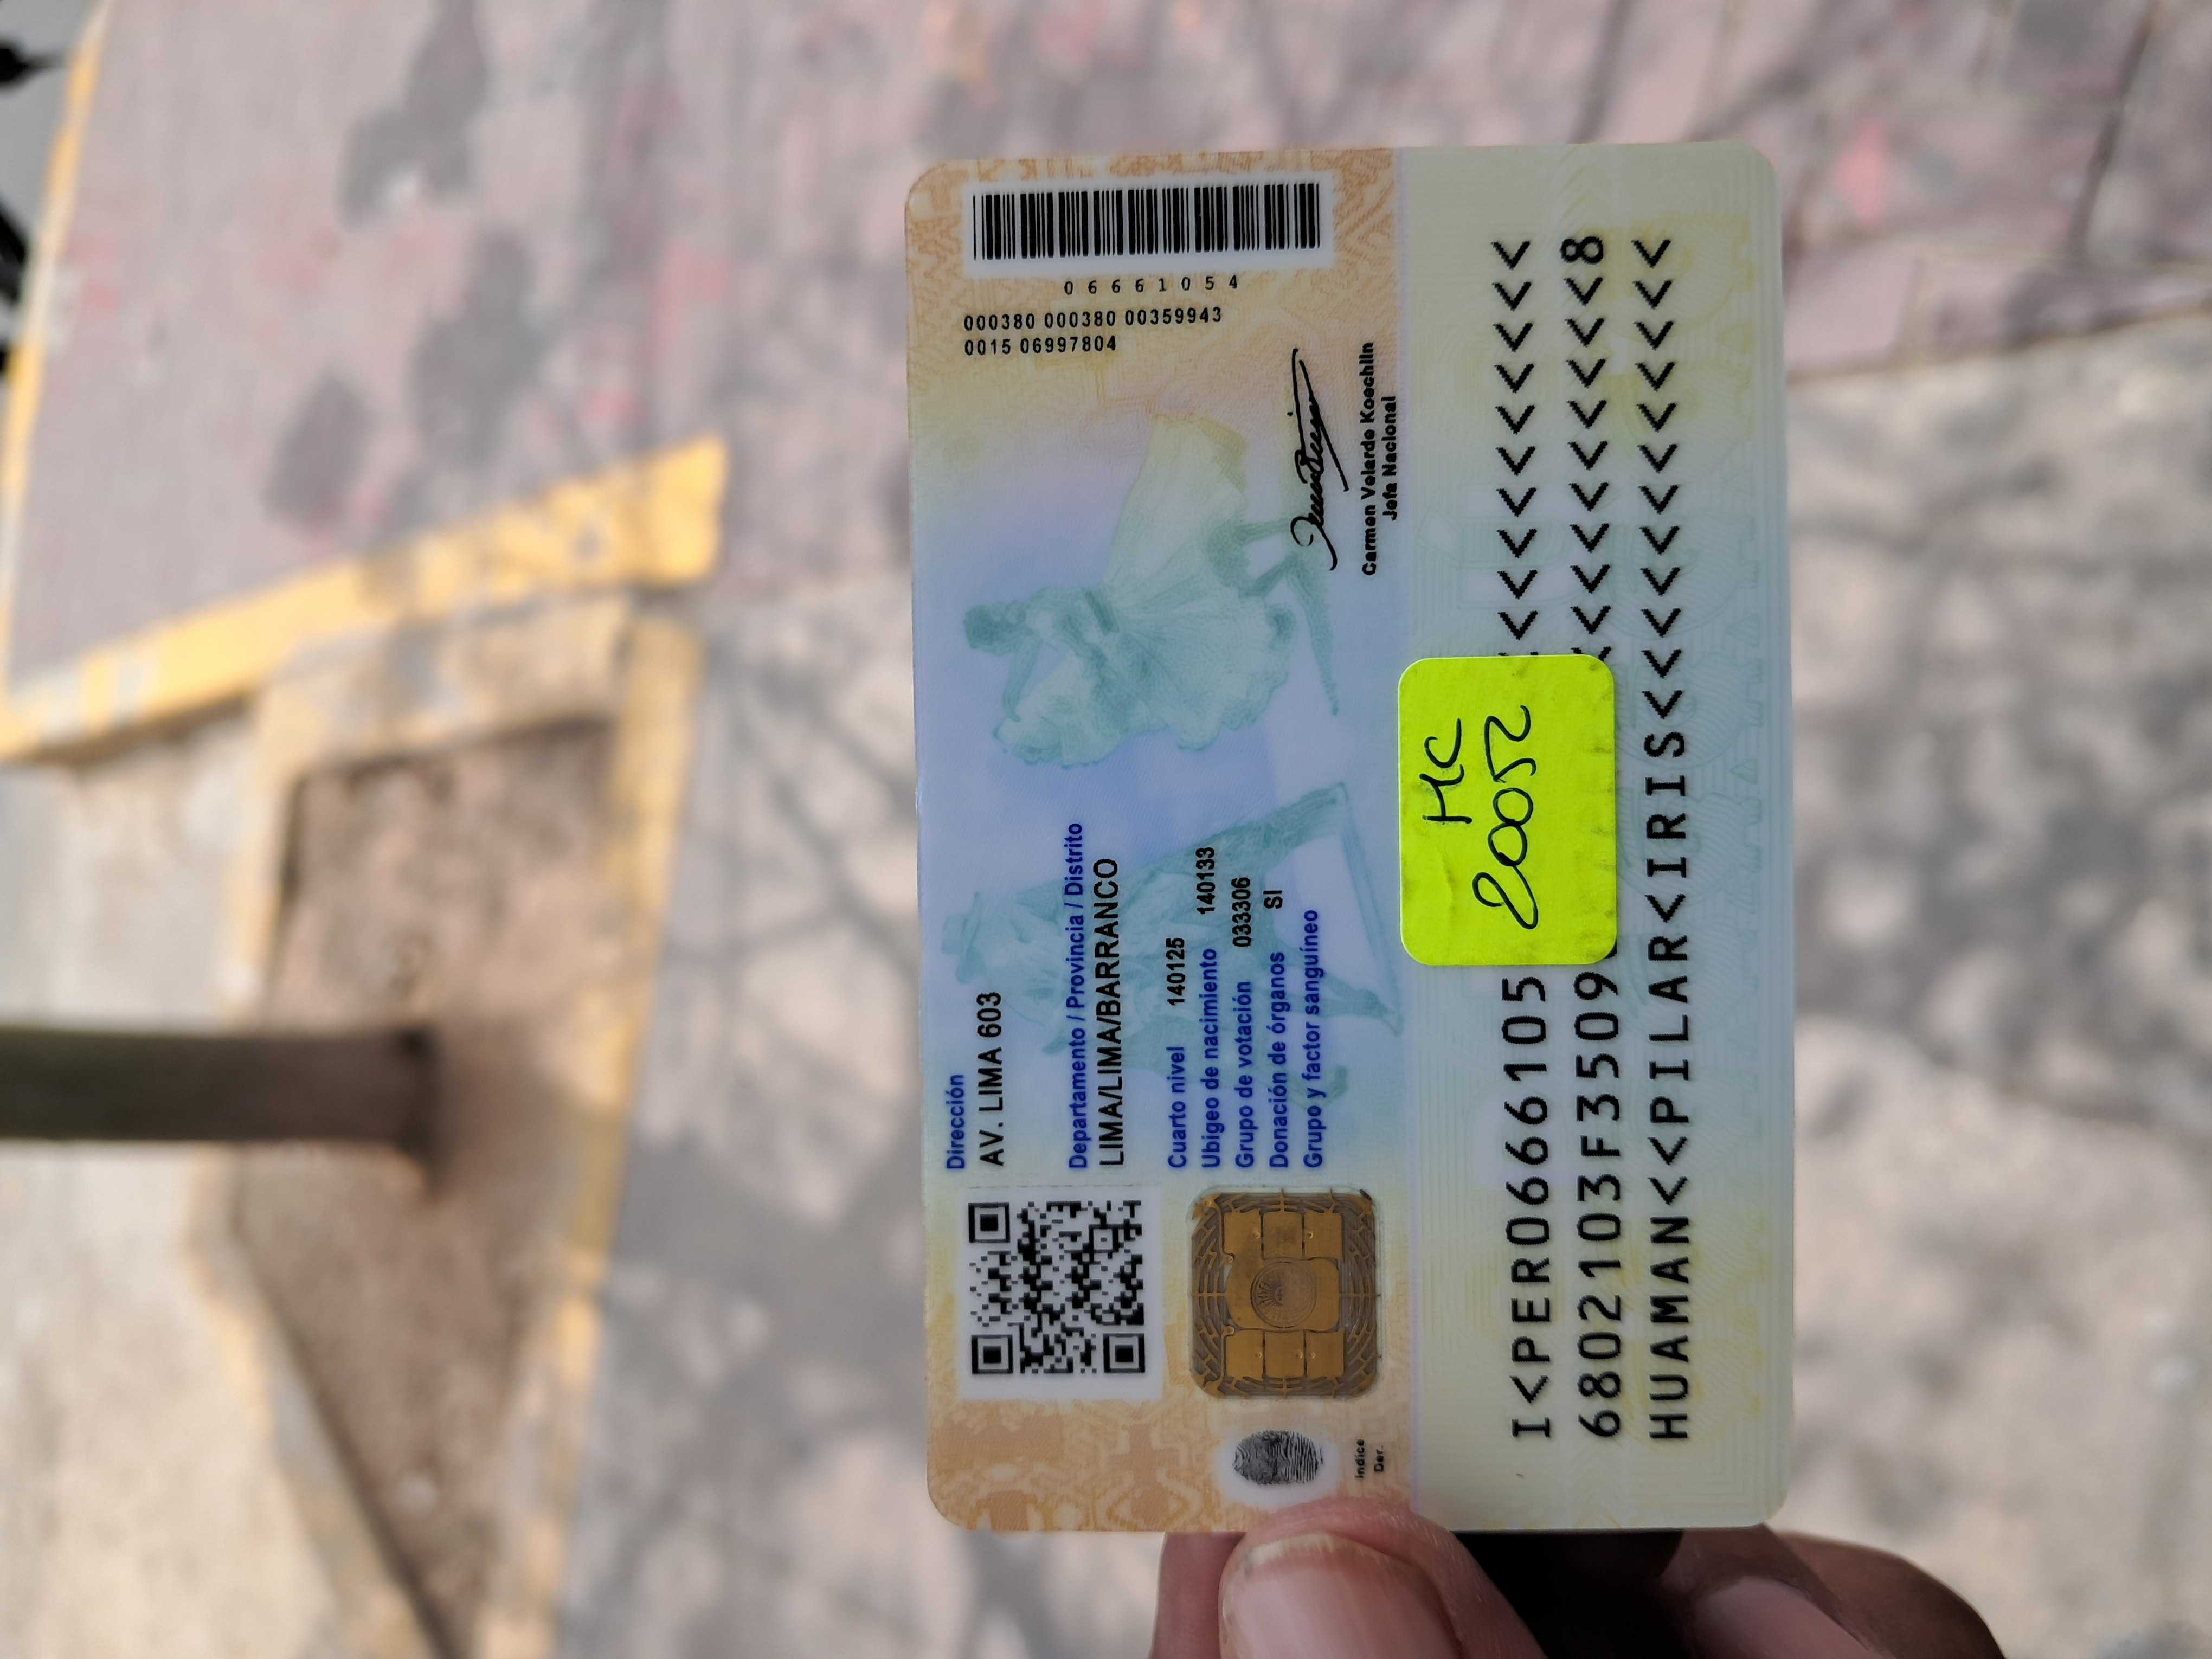 06661054
000380 000380 00359943
0015 06997804
Dirección
AV. LIMA 603
Departamento / Provincia / Distrito
LIMA/LIMA/BARRANCO
Cuarto nivel 140125
Ubigeo de nacimiento 140133
Grupo de votación 033306
Donación de órganos SI
Grupo y factor sanguíneo
Carmen Velarde Koechlin
Jefa Nacional
Indice
Der.
HC
20052
I<PER0666105 <<<<<<<<<<
6802103F3509 <<<<<<<<<8
HUAMAN<<PILAR<IRIS<<<<<<<<<<<<